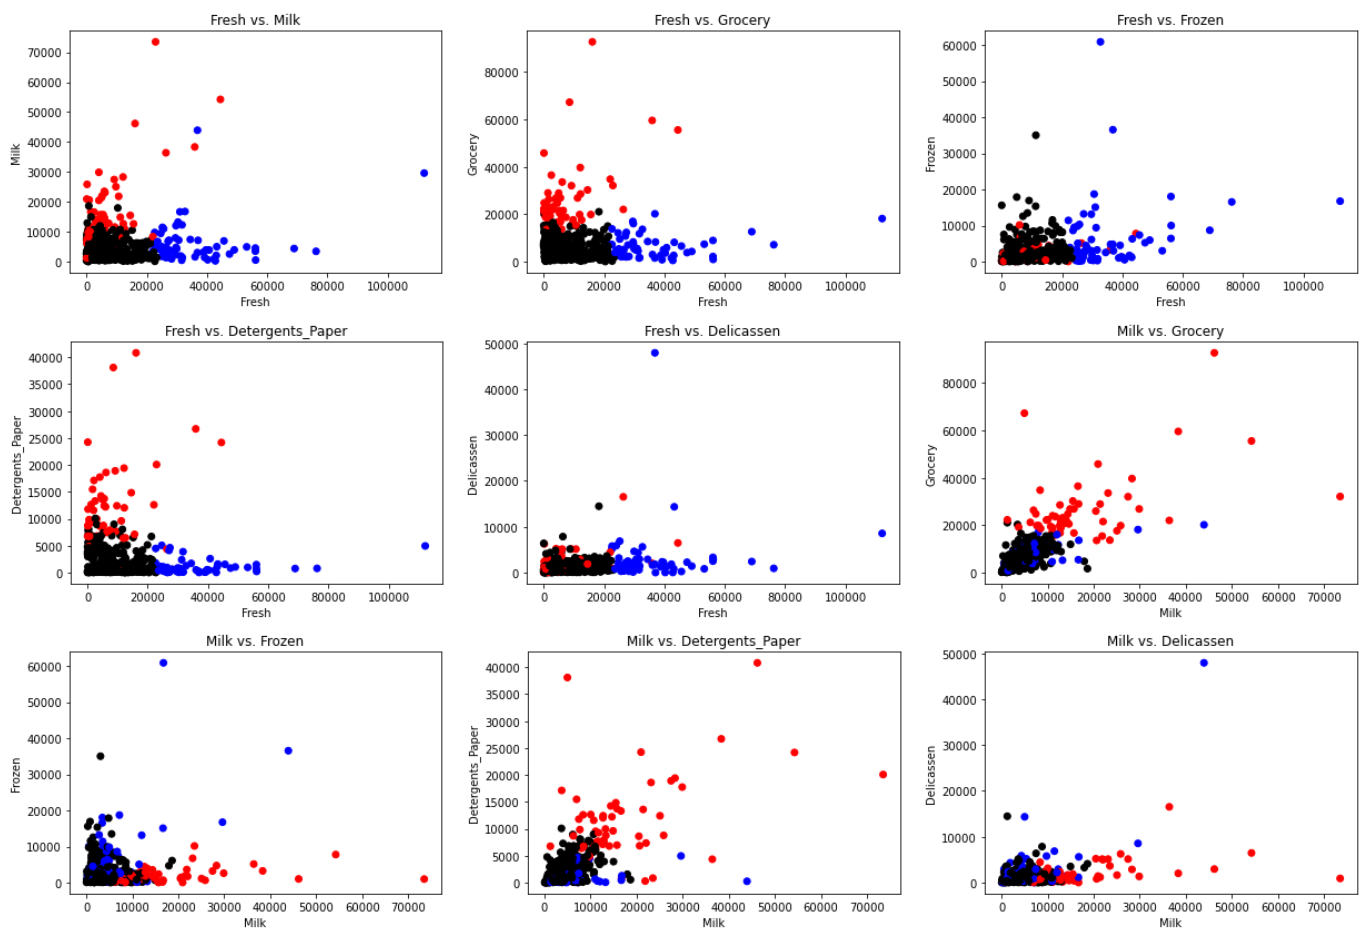 Fresh vs. Milk
70000
60000
50000
40000
30000
20000
10000
0
Milk
0 20000 40000 60000 80000 100000
Fresh
Fresh vs. Grocery
80000
60000
40000
20000
0
Grocery
0 20000 40000 60000 80000 100000
Fresh
Fresh vs. Frozen
60000
50000
40000
30000
20000
10000
0
Frozen
0 20000 40000 60000 80000 100000
Fresh
Fresh vs. Detergents_Paper
40000
35000
30000
25000
20000
15000
10000
5000
0
Detergents_Paper
0 20000 40000 60000 80000 100000
Fresh
Fresh vs. Delicassen
50000
40000
30000
20000
10000
0
Delicassen
0 20000 40000 60000 80000 100000
Fresh
Milk vs. Grocery
80000
60000
40000
20000
0
Grocery
0 10000 20000 30000 40000 50000 60000 70000
Milk
Milk vs. Frozen
60000
50000
40000
30000
20000
10000
0
Frozen
0 10000 20000 30000 40000 50000 60000 70000
Milk
Milk vs. Detergents_Paper
40000
35000
30000
25000
20000
15000
10000
5000
0
Detergents_Paper
0 10000 20000 30000 40000 50000 60000 70000
Milk
Milk vs. Delicassen
50000
40000
30000
20000
10000
0
Delicassen
0 10000 20000 30000 40000 50000 60000 70000
Milk